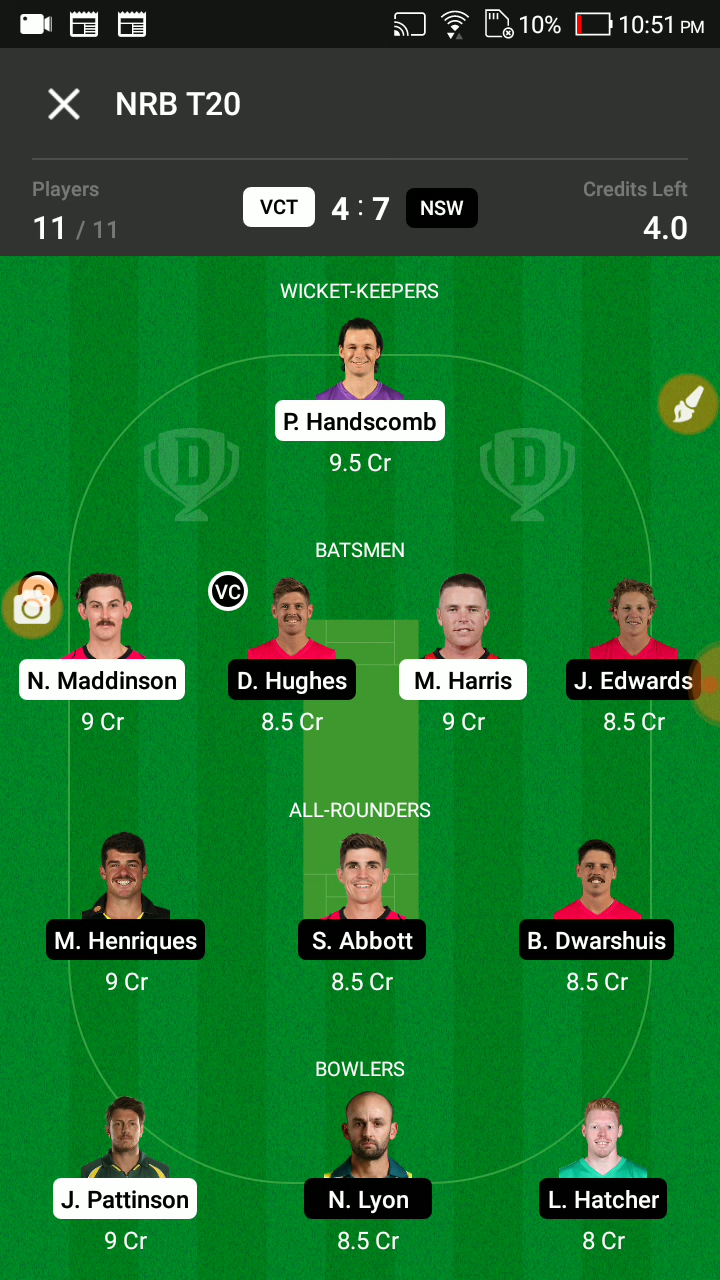 10% 10:51 PM
NRB T20
Players
Credits Left
11 / 11
VCT 4 : 7 NSW
4.0
WICKET-KEEPERS
P. Handscomb
9.5 Cr
BATSMEN
VC
N. Maddinson D. Hughes M. Harris J. Edwards
9 Cr 8.5 Cr 9 Cr 8.5 Cr
ALL-ROUNDERS
M. Henriques S. Abbott B. Dwarshuis
9 Cr 8.5 Cr 8.5 Cr
BOWLERS
J. Pattinson N. Lyon L. Hatcher
9 Cr 8.5 Cr 8 Cr